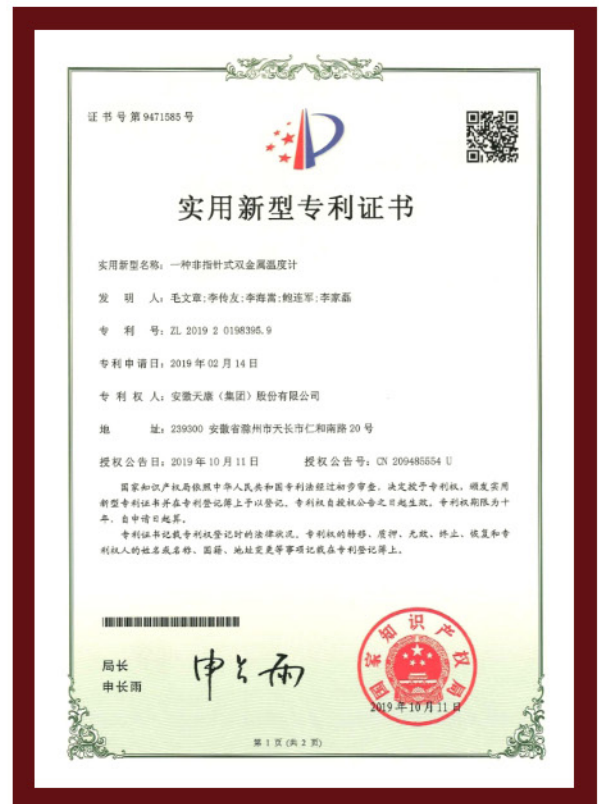 证书号第9471585号
实用新型专利证书
实用新型名称：一种非指针式双金属温度计
发 明 人：毛文章;李传友;李海嵩;鲍连军;李家磊
专 利 号：ZL 2019 2 0198395.9
专利申请日：2019年02月14日
专 利 权 人：安徽天康（集团）股份有限公司
地 址：239300 安徽省滁州市天长市仁和南路20号
授权公告日：2019年10月11日 授权公告号：CN 209485554 U
国家知识产权局依照中华人民共和国专利法经过初步审查，决定授予专利权，颁发实用
新型专利证书并在专利登记簿上予以登记。专利权自授权公告之日起生效。专利权期限为十
年，自申请日起算。
专利证书记载专利权登记时的法律状况。专利权的转移、质押、无效、终止、恢复和专
利权人的姓名或名称、国籍、地址变更等事项记载在专利登记簿上。
局长
申长雨
申长雨
国家知识产权局
2019年10月11日
第 1 页 (共 2 页)